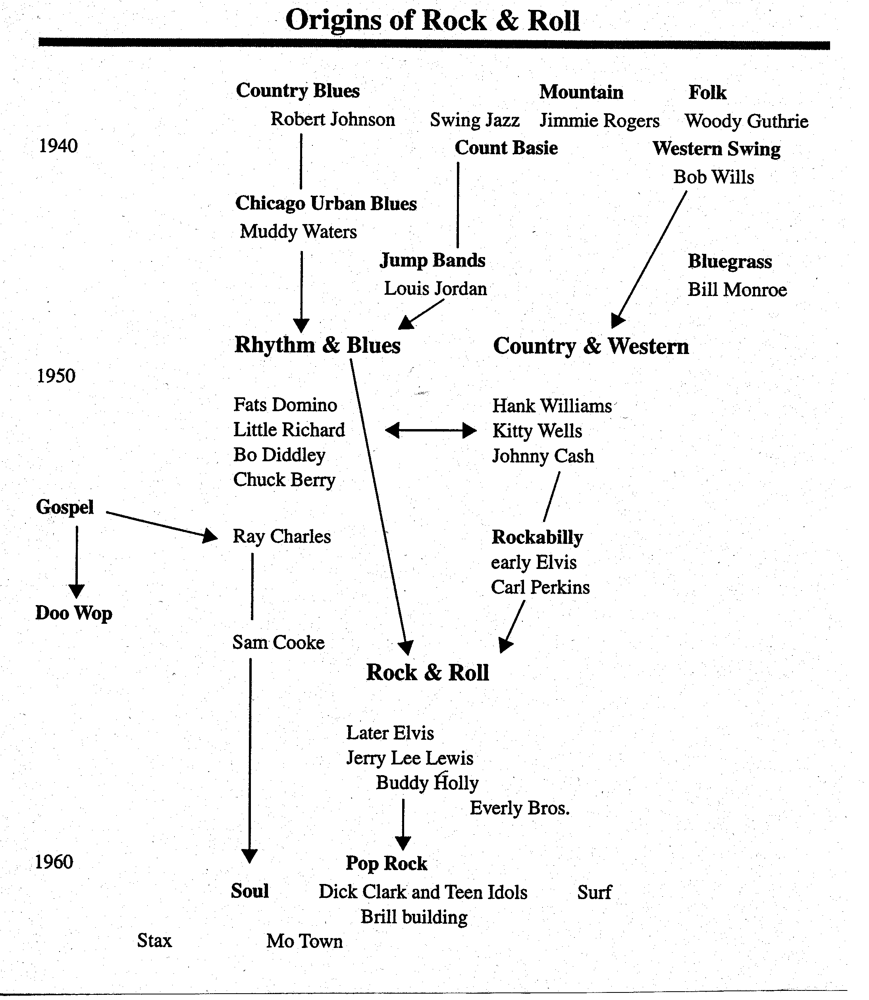 Origins of Rock & Roll
Country Blues
Mountain
Folk
Robert Johnson
Swing Jazz
Jimmie Rogers
Woody Guthrie
1940
Count Basie
Western Swing
Bob Wills
Chicago Urban Blues
Muddy Waters
Jump Bands
Bluegrass
Louis Jordan
Bill Monroe
Rhythm & Blues
Country & Western
1950
Fats Domino
Hank Williams
Little Richard
Kitty Wells
Bo Diddley
Johnny Cash
Chuck Berry
Gospel
Ray Charles
Rockabilly
early Elvis
Carl Perkins
Doo Wop
Sam Cooke
Rock & Roll
Later Elvis
Jerry Lee Lewis
Buddy Holly
Everly Bros.
1960
Pop Rock
Soul
Dick Clark and Teen Idols
Surf
Brill building
Stax
Mo Town